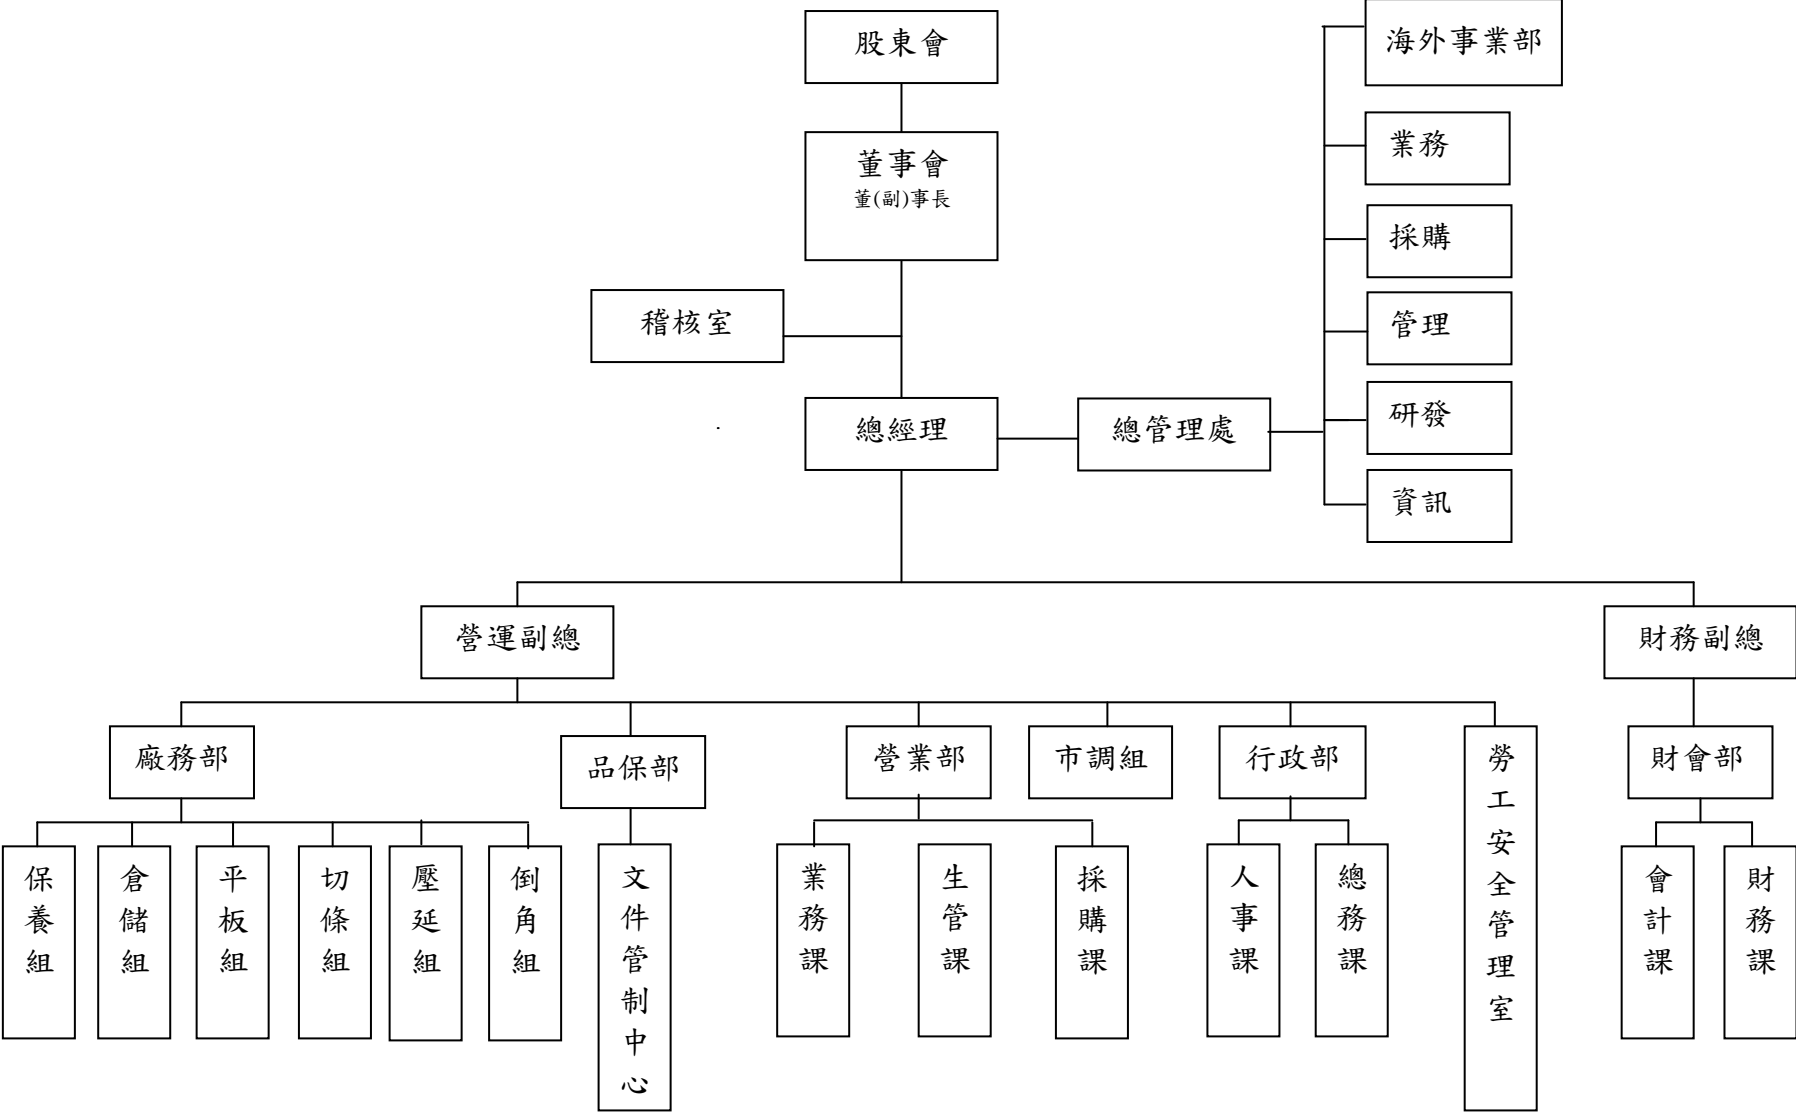 股東會
董事會
董(副)事長
稽核室
總經理
總管理處
海外事業部
業務
採購
管理
研發
資訊
營運副總
財務副總
廠務部
品保部
營業部
市調組
行政部
勞工安全管理室
財會部
保養組
倉儲組
平板組
切條組
壓延組
倒角組
文件管制中心
業務課
生管課
採購課
人事課
總務課
會計課
財務課